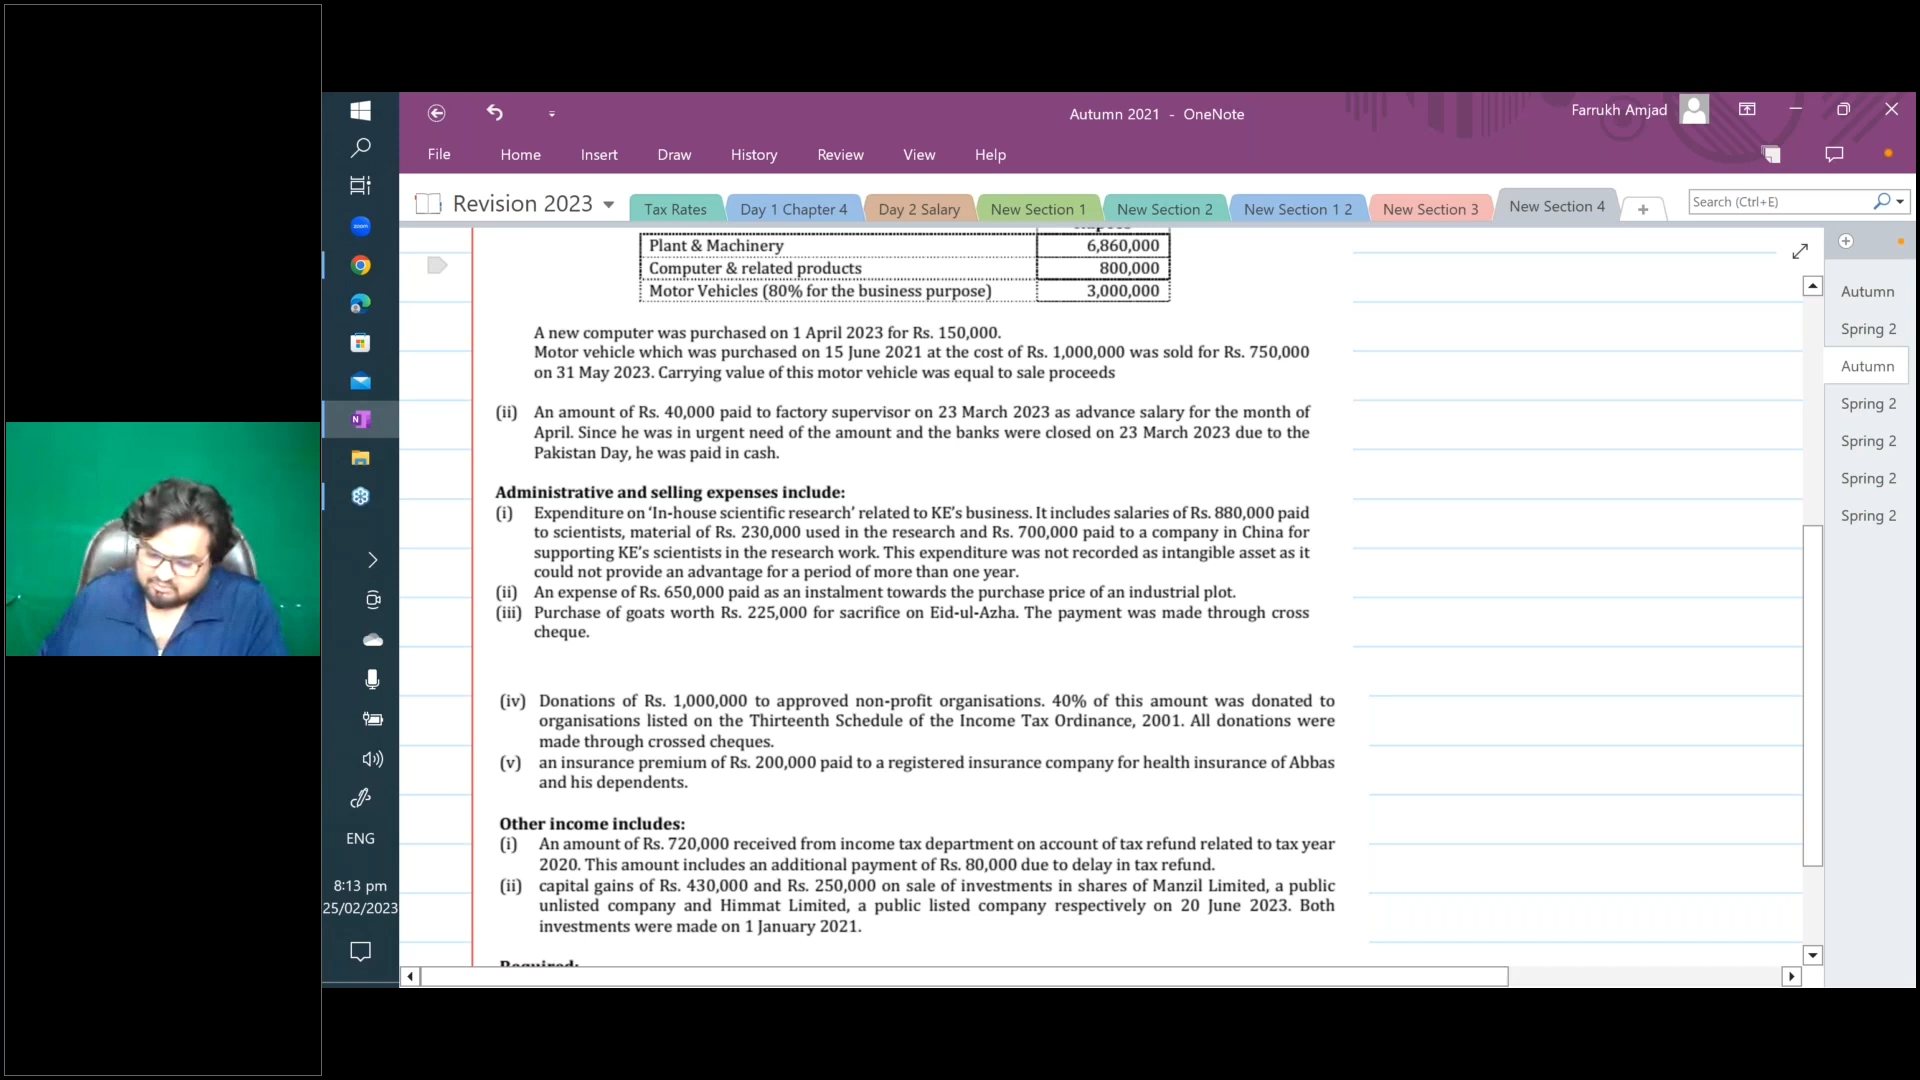 Autumn 2021 - OneNote
Farrukh Amjad
File Home Insert Draw History Review View Help
Revision 2023
Tax Rates Day 1 Chapter 4 Day 2 Salary New Section 1 New Section 2 New Section 1 2 New Section 3 New Section 4
Search (Ctrl+E)
Plant & Machinery 6,860,000
Computer & related products 800,000
Motor Vehicles (80% for the business purpose) 3,000,000
A new computer was purchased on 1 April 2023 for Rs. 150,000.
Motor vehicle which was purchased on 15 June 2021 at the cost of Rs. 1,000,000 was sold for Rs. 750,000
on 31 May 2023. Carrying value of this motor vehicle was equal to sale proceeds
(ii) An amount of Rs. 40,000 paid to factory supervisor on 23 March 2023 as advance salary for the month of
April. Since he was in urgent need of the amount and the banks were closed on 23 March 2023 due to the
Pakistan Day, he was paid in cash.
Administrative and selling expenses include:
(i) Expenditure on ‘In-house scientific research’ related to KE’s business. It includes salaries of Rs. 880,000 paid
to scientists, material of Rs. 230,000 used in the research and Rs. 700,000 paid to a company in China for
supporting KE’s scientists in the research work. This expenditure was not recorded as intangible asset as it
could not provide an advantage for a period of more than one year.
(ii) An expense of Rs. 650,000 paid as an instalment towards the purchase price of an industrial plot.
(iii) Purchase of goats worth Rs. 225,000 for sacrifice on Eid-ul-Azha. The payment was made through cross
cheque.
(iv) Donations of Rs. 1,000,000 to approved non-profit organisations. 40% of this amount was donated to
organisations listed on the Thirteenth Schedule of the Income Tax Ordinance, 2001. All donations were
made through crossed cheques.
(v) an insurance premium of Rs. 200,000 paid to a registered insurance company for health insurance of Abbas
and his dependents.
Other income includes:
(i) An amount of Rs. 720,000 received from income tax department on account of tax refund related to tax year
2020. This amount includes an additional payment of Rs. 80,000 due to delay in tax refund.
(ii) capital gains of Rs. 430,000 and Rs. 250,000 on sale of investments in shares of Manzil Limited, a public
unlisted company and Himmat Limited, a public listed company respectively on 20 June 2023. Both
investments were made on 1 January 2021.
Required:
Autumn
Spring 2
Autumn
Spring 2
Spring 2
Spring 2
Spring 2
zoom
N
ENG
8:13 pm
25/02/2023